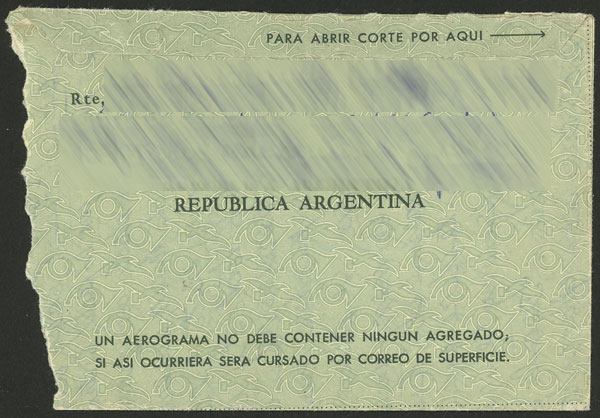 PARA ABRIR CORTE POR AQUI
Rte,
REPUBLICA ARGENTINA
UN AEROGRAMA NO DEBE CONTENER NINGUN AGREGADO;
SI ASI OCURRIERA SERA CURSADO POR CORREO DE SUPERFICIE.